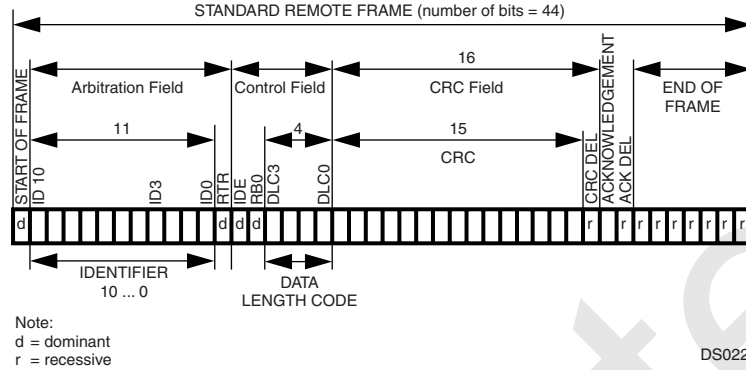 STANDARD REMOTE FRAME (number of bits = 44)
16
Arbitration Field
Control Field
CRC Field
END OF
FRAME
11
4
15
CRC
START OF FRAME
ID 10
ID3
ID0
RTR
IDE
RB0
DLC3
DLC0
CRC DEL
ACKNOWLEDGEMENT
ACK DEL
d d d d r r r r r r r r r
IDENTIFIER
10 ... 0
DATA
LENGTH CODE
Note:
d = dominant
r = recessive
DS022